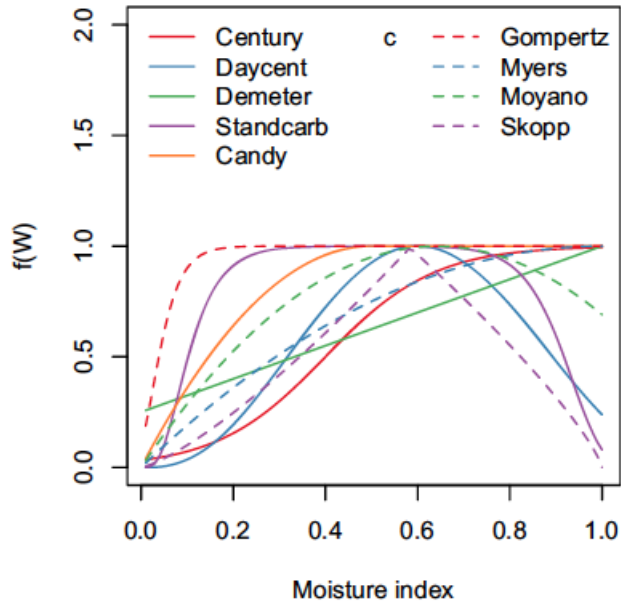 2.0
1.5
1.0
0.5
0.0
f(W)
Century
Daycent
Demeter
Standcarb
Candy
c
Gompertz
Myers
Moyano
Skopp
0.0 0.2 0.4 0.6 0.8 1.0
Moisture index